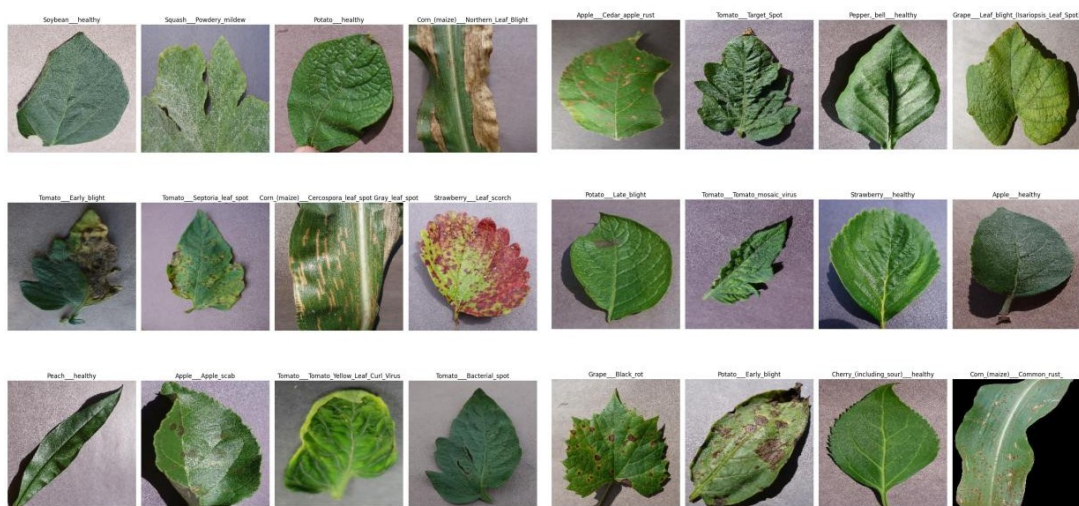 Soybean___healthy
Squash___Powdery_mildew
Potato___healthy
Corn_(maize)___Northern_Leaf_Blight
Apple___Cedar_apple_rust
Tomato___Target_Spot
Pepper,_bell___healthy
Grape___Leaf_blight_(Isariopsis_Leaf_Spot
Tomato___Early_blight
Tomato___Septoria_leaf_spot
Corn_(maize)___Cercospora_leaf_spot Gray_leaf_spot
Strawberry___Leaf_scorch
Potato___Late_blight
Tomato___Tomato_mosaic_virus
Strawberry___healthy
Apple___healthy
Peach___healthy
Apple___Apple_scab
Tomato___Tomato_Yellow_Leaf_Curl_Virus
Tomato___Bacterial_spot
Grape___Black_rot
Potato___Early_blight
Cherry_(including_sour)___healthy
Corn_(maize)___Common_rust_